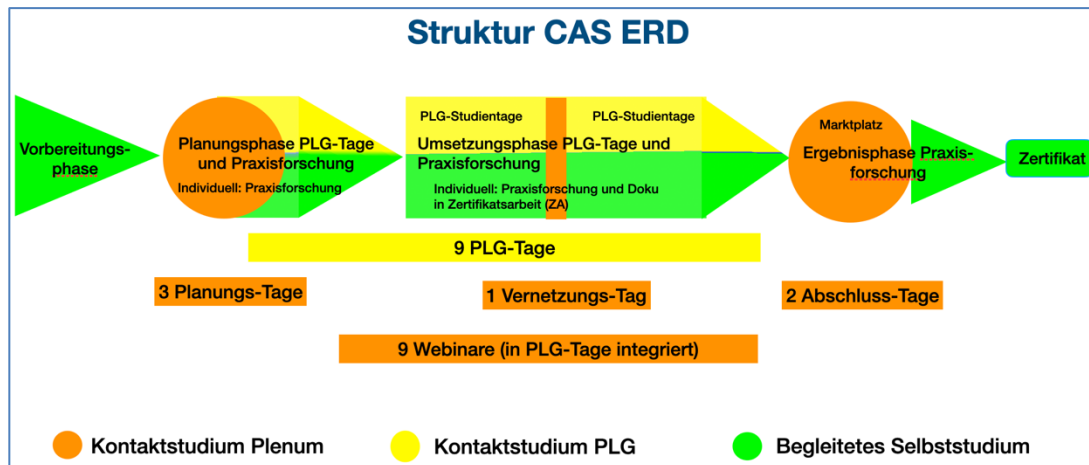 Struktur CAS ERD
Vorbereitungs-
phase
Planungsphase PLG-Tage
und Praxisforschung
Individuell: Praxisforschung
PLG-Studientage
PLG-Studientage
Umsetzungsphase PLG-Tage und
Praxisforschung
Individuell: Praxisforschung und Doku
in Zertifikatsarbeit (ZA)
Marktplatz
Ergebnisphase Praxis-
forschung
Zertifikat
9 PLG-Tage
3 Planungs-Tage
1 Vernetzungs-Tag
2 Abschluss-Tage
9 Webinare (in PLG-Tage integriert)
Kontaktstudium Plenum
Kontaktstudium PLG
Begleitetes Selbststudium